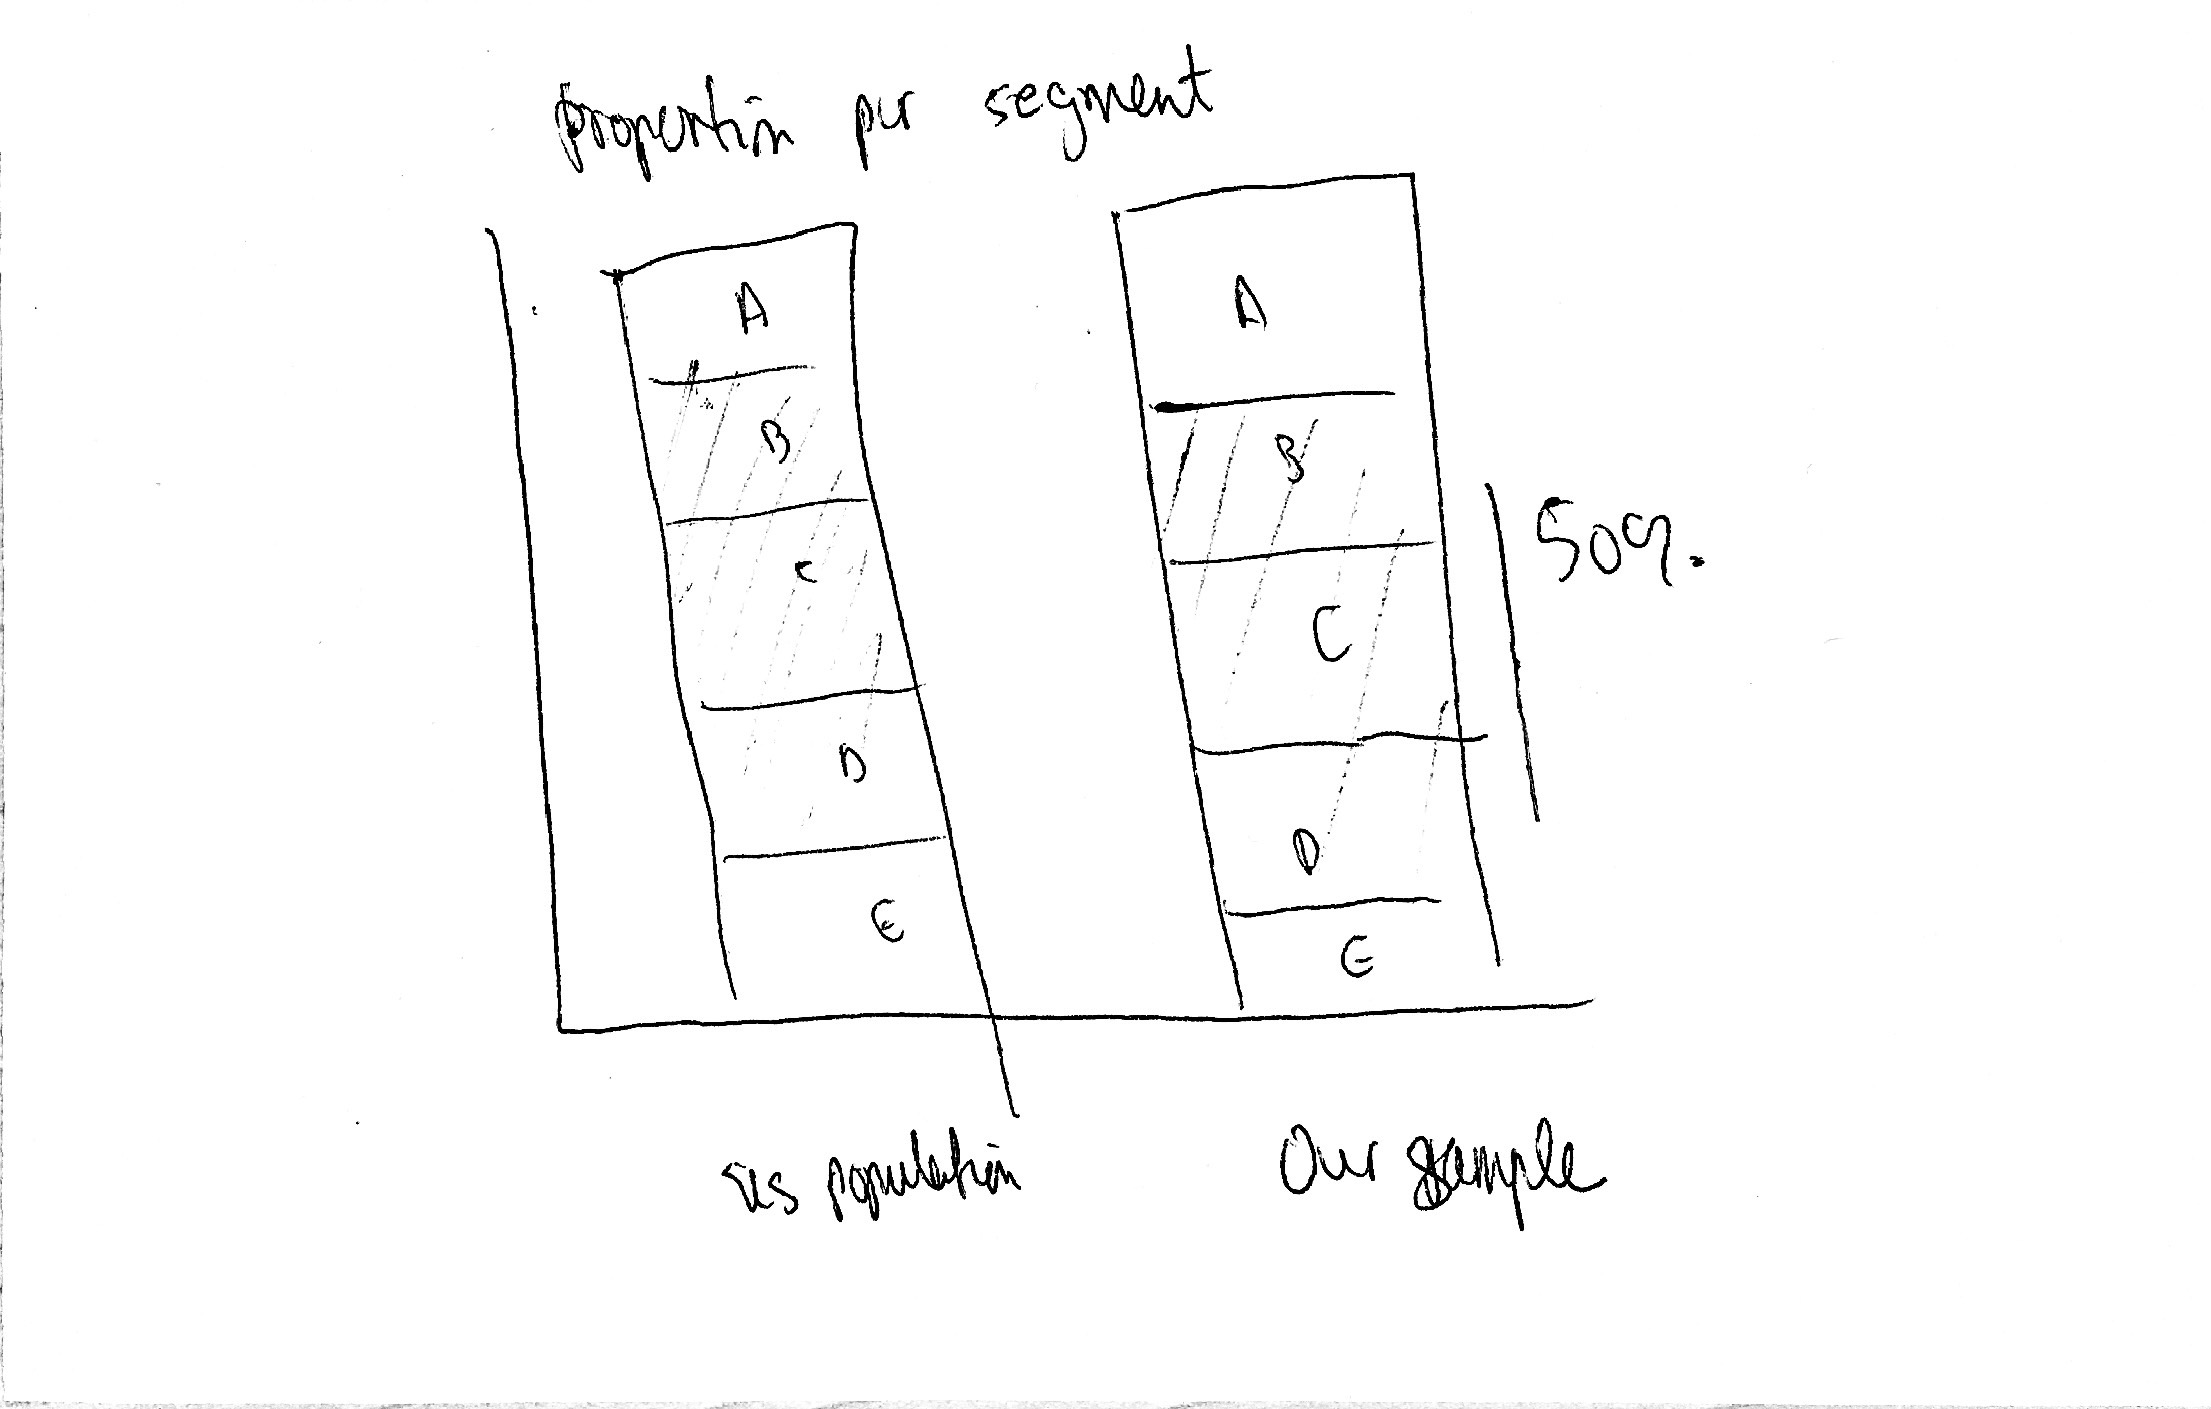 proportion per segment
A
B
C
D
E
A
B
C
D
E
50%.
US population
Our sample